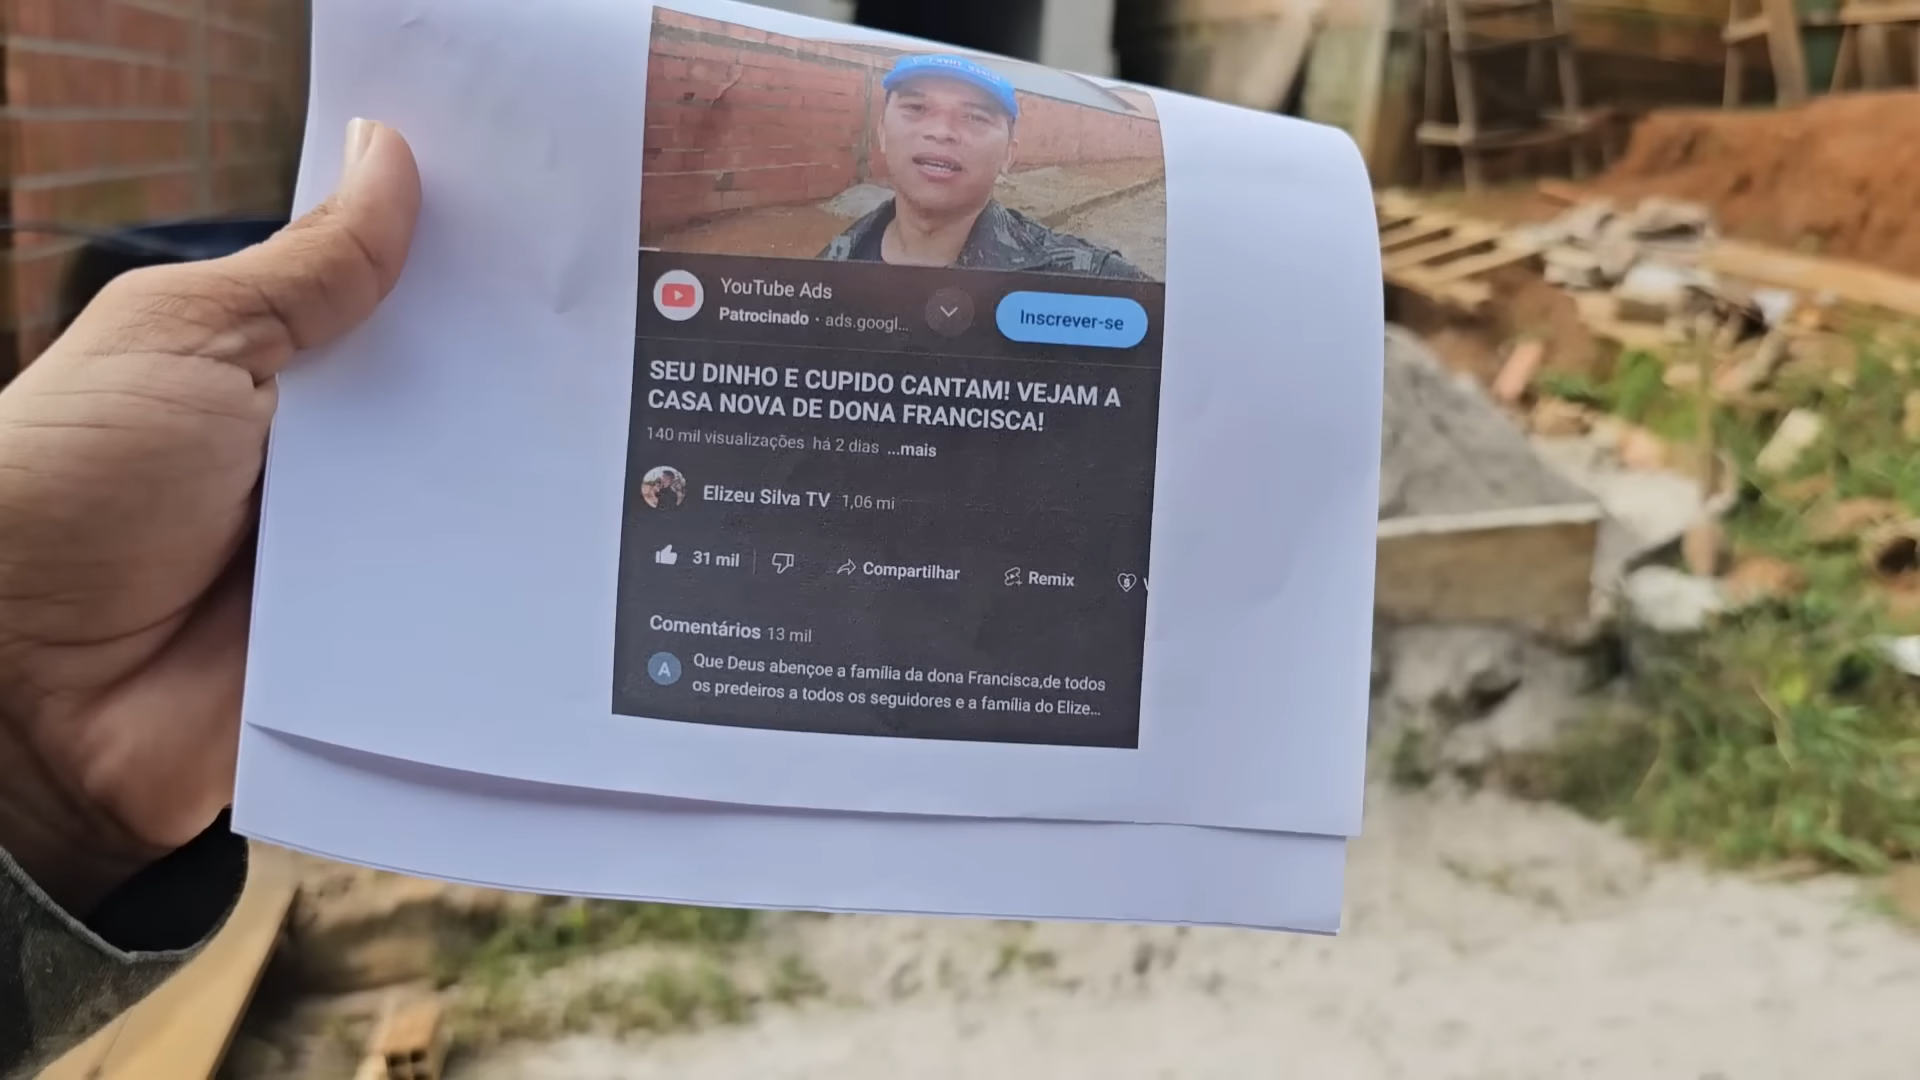 YouTube Ads
Patrocinado · ads.googl...
Inscrever-se
SEU DINHO E CUPIDO CANTAM! VEJAM A
CASA NOVA DE DONA FRANCISCA!
140 mil visualizações há 2 dias ...mais
Elizeu Silva TV 1,06 mi
31 mil
Compartilhar
Remix
Comentários 13 mil
A
Que Deus abençoe a família da dona Francisca,de todos
os predeiros a todos os seguidores e a família do Elize...